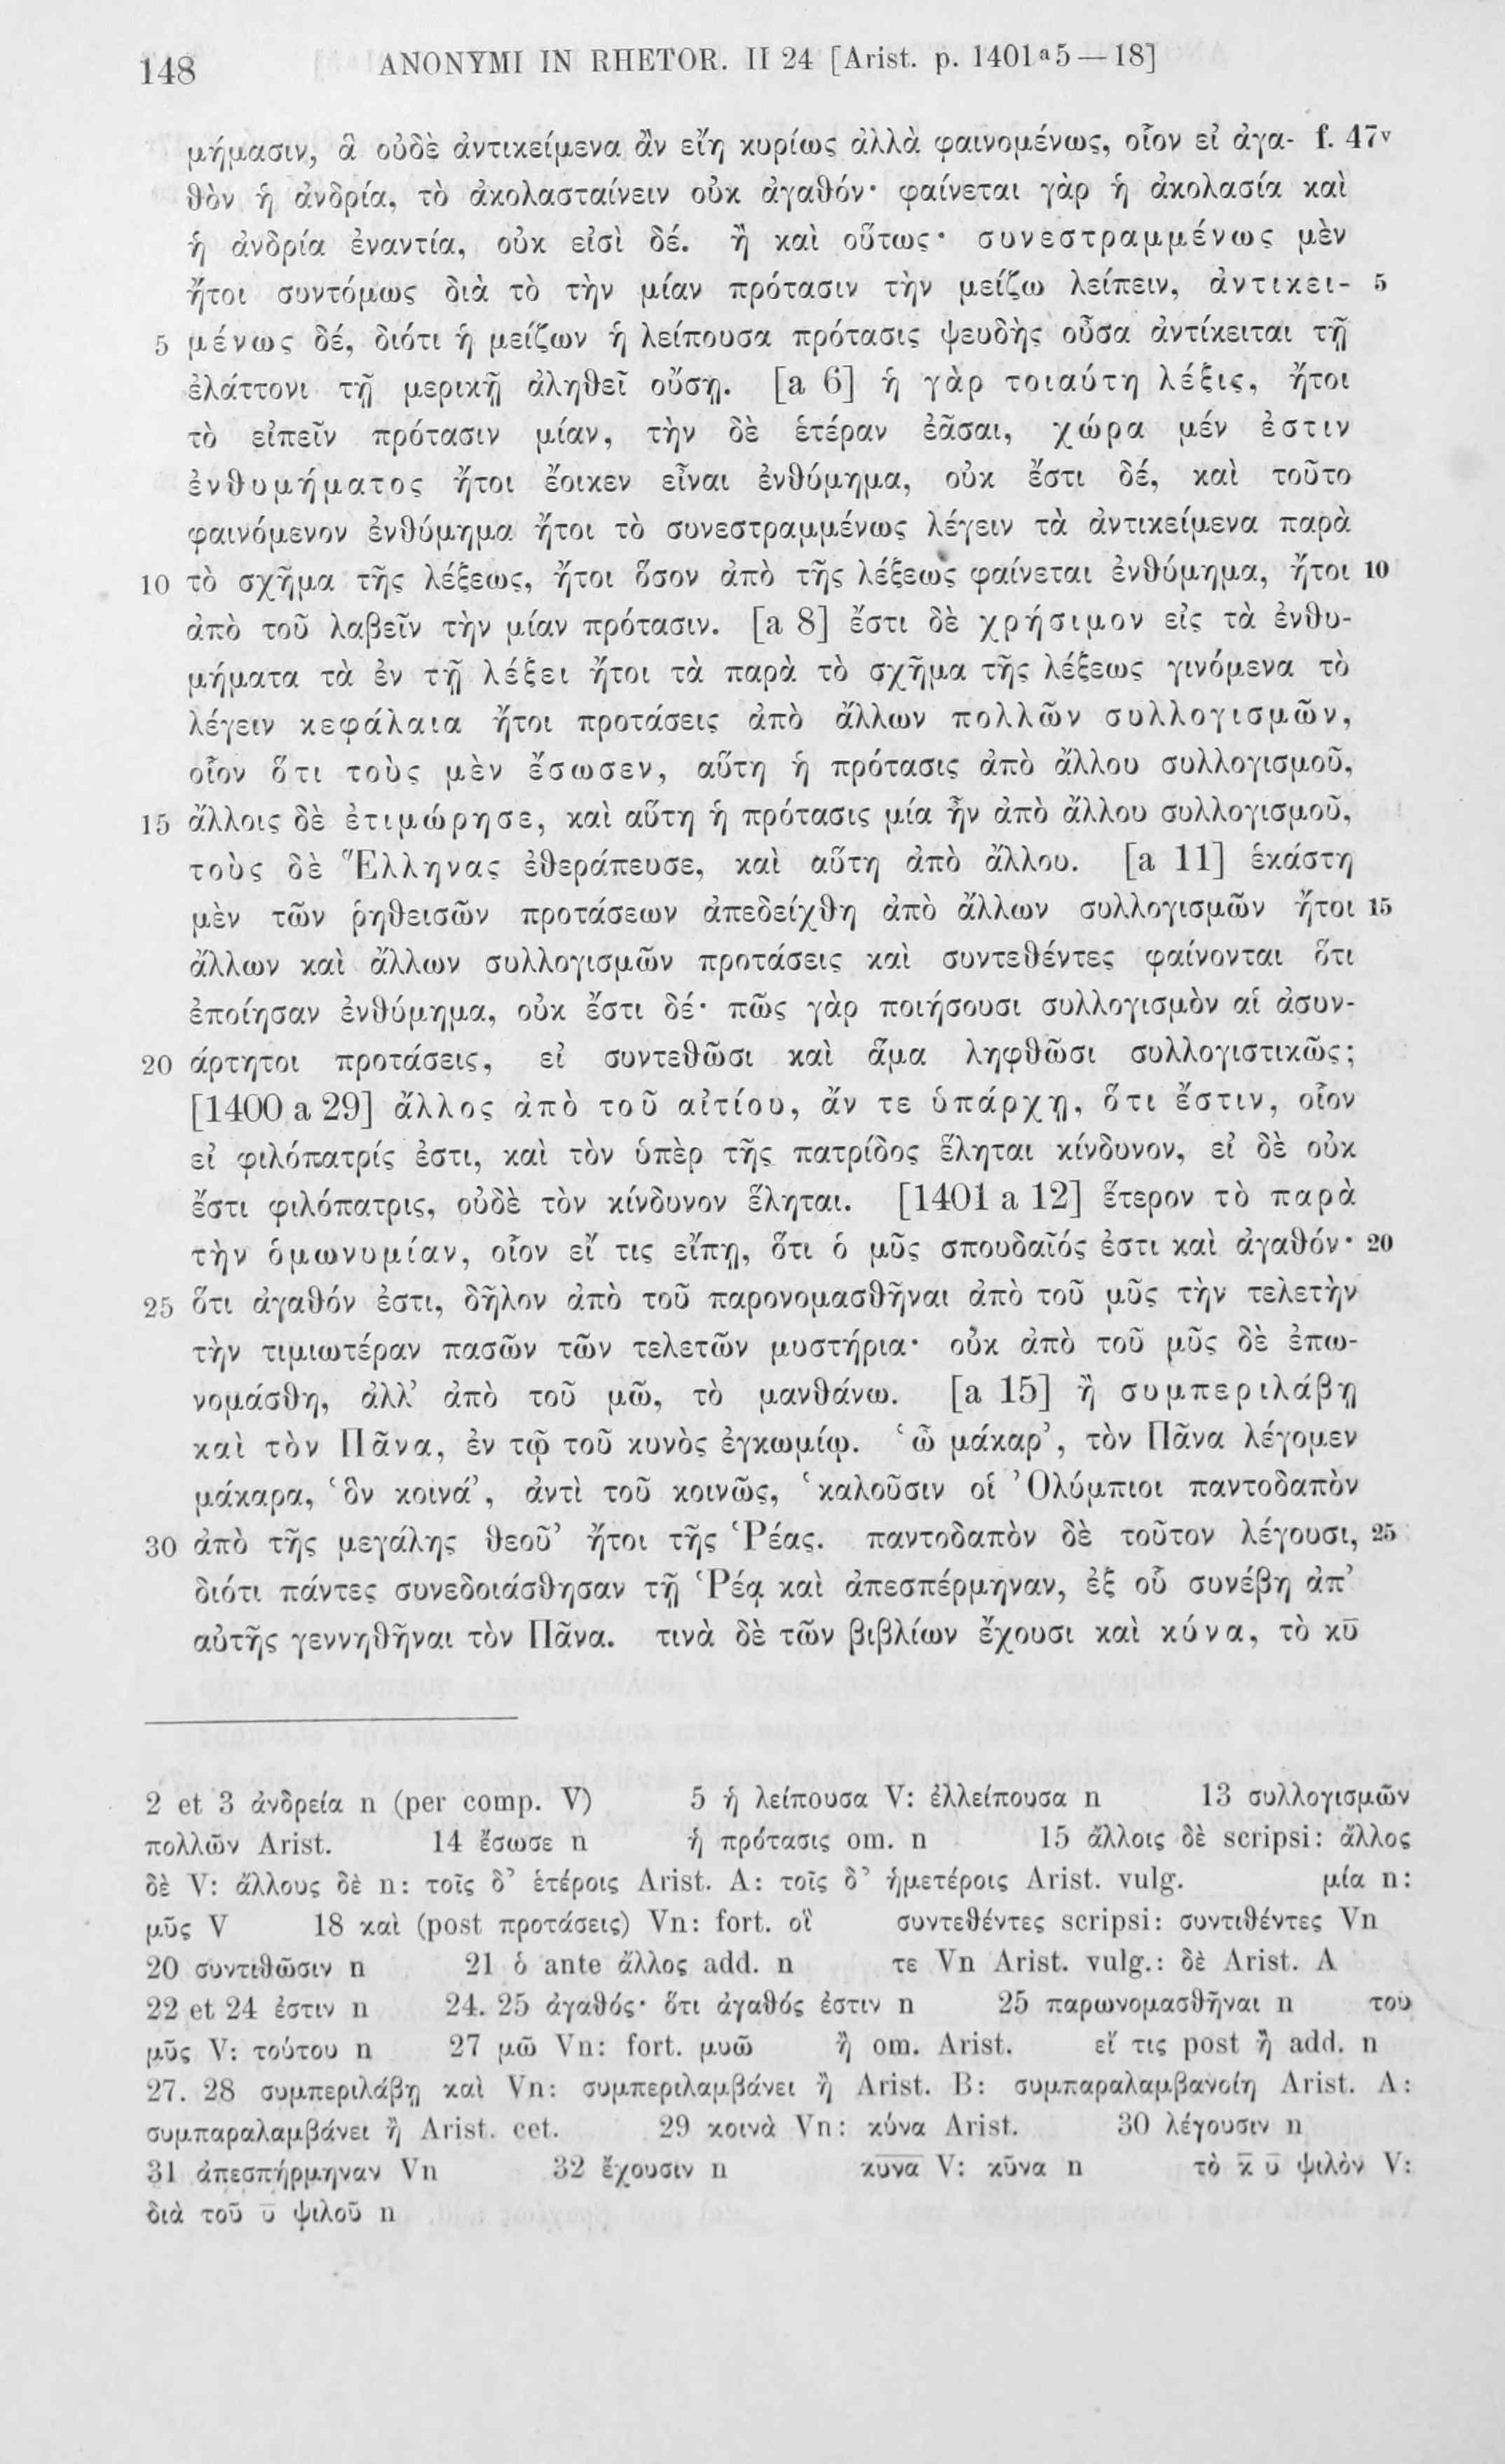 148 ANONYMI IN RHETOR. II 24 [Arist. p. 1401ᵃ5—18]
μήμασιν, ἃ οὐδὲ ἀντικείμενα ἂν εἴη κυρίως ἀλλὰ φαινομένως, οἷον εἰ ἀγα- f. 47ᵛ
θὸν ἡ ἀνδρία, τὸ ἀκολασταίνειν οὐκ ἀγαθόν· φαίνεται γὰρ ἡ ἀκολασία καὶ
ἡ ἀνδρία ἐναντία, οὐκ εἰσὶ δέ. ἢ καὶ οὕτως· συνεστραμμένως μὲν
ἤτοι συντόμως διὰ τὸ τὴν μίαν πρότασιν τὴν μείζω λείπειν, ἀντικει- 5
5 μένως δέ, διότι ἡ μείζων ἡ λείπουσα πρότασις ψευδὴς οὖσα ἀντίκειται τῇ
ἐλάττονι τῇ μερικῇ ἀληθεῖ οὔσῃ. [a 6] ἡ γὰρ τοιαύτη λέξις, ἤτοι
τὸ εἰπεῖν πρότασιν μίαν, τὴν δὲ ἑτέραν ἐᾶσαι, χώρα μέν ἐστιν
ἐνθυμήματος ἤτοι ἔοικεν εἶναι ἐνθύμημα, οὐκ ἔστι δέ, καὶ τοῦτο
φαινόμενον ἐνθύμημα ἤτοι τὸ συνεστραμμένως λέγειν τὰ ἀντικείμενα παρὰ
10 τὸ σχῆμα τῆς λέξεως, ἤτοι ὅσον ἀπὸ τῆς λέξεως φαίνεται ἐνθύμημα, ἤτοι 10
ἀπὸ τοῦ λαβεῖν τὴν μίαν πρότασιν. [a 8] ἔστι δὲ χρήσιμον εἰς τὰ ἐνθυ-
μήματα τὰ ἐν τῇ λέξει ἤτοι τὰ παρὰ τὸ σχῆμα τῆς λέξεως γινόμενα τὸ
λέγειν κεφάλαια ἤτοι προτάσεις ἀπὸ ἄλλων πολλῶν συλλογισμῶν,
οἷον ὅτι τοὺς μὲν ἔσωσεν, αὕτη ἡ πρότασις ἀπὸ ἄλλου συλλογισμοῦ,
15 ἄλλοις δὲ ἐτιμώρησε, καὶ αὕτη ἡ πρότασις μία ἦν ἀπὸ ἄλλου συλλογισμοῦ,
τοὺς δὲ Ἕλληνας ἐθεράπευσε, καὶ αὕτη ἀπὸ ἄλλου. [a 11] ἑκάστη
μὲν τῶν ῥηθεισῶν προτάσεων ἀπεδείχθη ἀπὸ ἄλλων συλλογισμῶν ἤτοι 15
ἄλλων καὶ ἄλλων συλλογισμῶν προτάσεις καὶ συντεθέντες φαίνονται ὅτι
ἐποίησαν ἐνθύμημα, οὐκ ἔστι δέ· πῶς γὰρ ποιήσουσι συλλογισμὸν αἱ ἀσυν-
20 άρτητοι προτάσεις, εἰ συντεθῶσι καὶ ἅμα ληφθῶσι συλλογιστικῶς;
[1400 a 29] ἄλλος ἀπὸ τοῦ αἰτίου, ἄν τε ὑπάρχῃ, ὅτι ἔστιν, οἷον
εἰ φιλόπατρίς ἐστι, καὶ τὸν ὑπὲρ τῆς πατρίδος ἕληται κίνδυνον, εἰ δὲ οὐκ
ἔστι φιλόπατρις, οὐδὲ τὸν κίνδυνον ἕληται. [1401 a 12] ἕτερον τὸ παρὰ
τὴν ὁμωνυμίαν, οἷον εἴ τις εἴπῃ, ὅτι ὁ μῦς σπουδαῖός ἐστι καὶ ἀγαθόν· 20
25 ὅτι ἀγαθόν ἐστι, δῆλον ἀπὸ τοῦ παρονομασθῆναι ἀπὸ τοῦ μῦς τὴν τελετὴν
τὴν τιμιωτέραν πασῶν τῶν τελετῶν μυστήρια· οὐκ ἀπὸ τοῦ μῦς δὲ ἐπω-
νομάσθη, ἀλλ’ ἀπὸ τοῦ μῶ, τὸ μανθάνω. [a 15] ἢ συμπεριλάβῃ
καὶ τὸν Πᾶνα, ἐν τῷ τοῦ κυνὸς ἐγκωμίῳ. ‘ὦ μάκαρ’, τὸν Πᾶνα λέγομεν
μάκαρα, ‘ὃν κοινά’, ἀντὶ τοῦ κοινῶς, ‘καλοῦσιν οἱ Ὀλύμπιοι παντοδαπὸν
30 ἀπὸ τῆς μεγάλης θεοῦ’ ἤτοι τῆς Ῥέας. παντοδαπὸν δὲ τοῦτον λέγουσι, 25
διότι πάντες συνεδοιάσθησαν τῇ Ῥέᾳ καὶ ἀπεσπέρμηναν, ἐξ οὗ συνέβη ἀπ’
αὐτῆς γεννηθῆναι τὸν Πᾶνα. τινὰ δὲ τῶν βιβλίων ἔχουσι καὶ κύνα, τὸ κῡ
2 et 3 ἀνδρεία n (per comp. V) 5 ἡ λείπουσα V: ἐλλείπουσα n 13 συλλογισμῶν
πολλῶν Arist. 14 ἔσωσε n ἡ πρότασις om. n 15 ἄλλοις δὲ scripsi: ἄλλος
δὲ V: ἄλλους δὲ n: τοῖς δ’ ἑτέροις Arist. A: τοῖς δ’ ἡμετέροις Arist. vulg. μία n:
μῦς V 18 καὶ (post προτάσεις) Vn: fort. οἳ συντεθέντες scripsi: συντιθέντες Vn
20 συντιθῶσιν n 21 ὁ ante ἄλλος add. n τε Vn Arist. vulg.: δὲ Arist. A
22 et 24 ἐστιν n 24. 25 ἀγαθός· ὅτι ἀγαθός ἐστιν n 25 παρωνομασθῆναι n τοῦ
μῦς V: τούτου n 27 μῶ Vn: fort. μυῶ ἢ om. Arist. εἴ τις post ἢ add. n
27. 28 συμπεριλάβῃ καὶ Vn: συμπεριλαμβάνει ἢ Arist. B: συμπαραλαμβανοίη Arist. A:
συμπαραλαμβάνει ἢ Arist. cet. 29 κοινὰ Vn: κύνα Arist. 30 λέγουσιν n
31 ἀπεσπήρμηναν Vn 32 ἔχουσιν n κυνα V: κῦνα n τὸ κ̄ ῡ ψιλὸν V:
διὰ τοῦ ῡ ψιλοῦ n